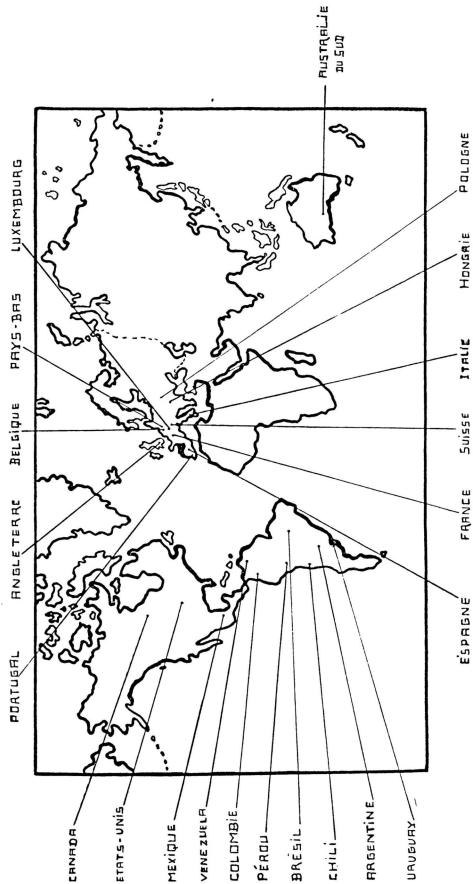 PORTUGAL
ANGLETERRE
BELGIQUE
PAYS-BAS
LUXEMBOURG
CANADA
ETATS-UNIS
MEXIQUE
VENEZUELA
COLOMBIE
PÉROU
BRÉSIL
CHILI
ARGENTINE
URUGUAY
AUSTRALIE
DU SUD
ESPAGNE
FRANCE
SUISSE
ITALIE
HONGRIE
POLOGNE